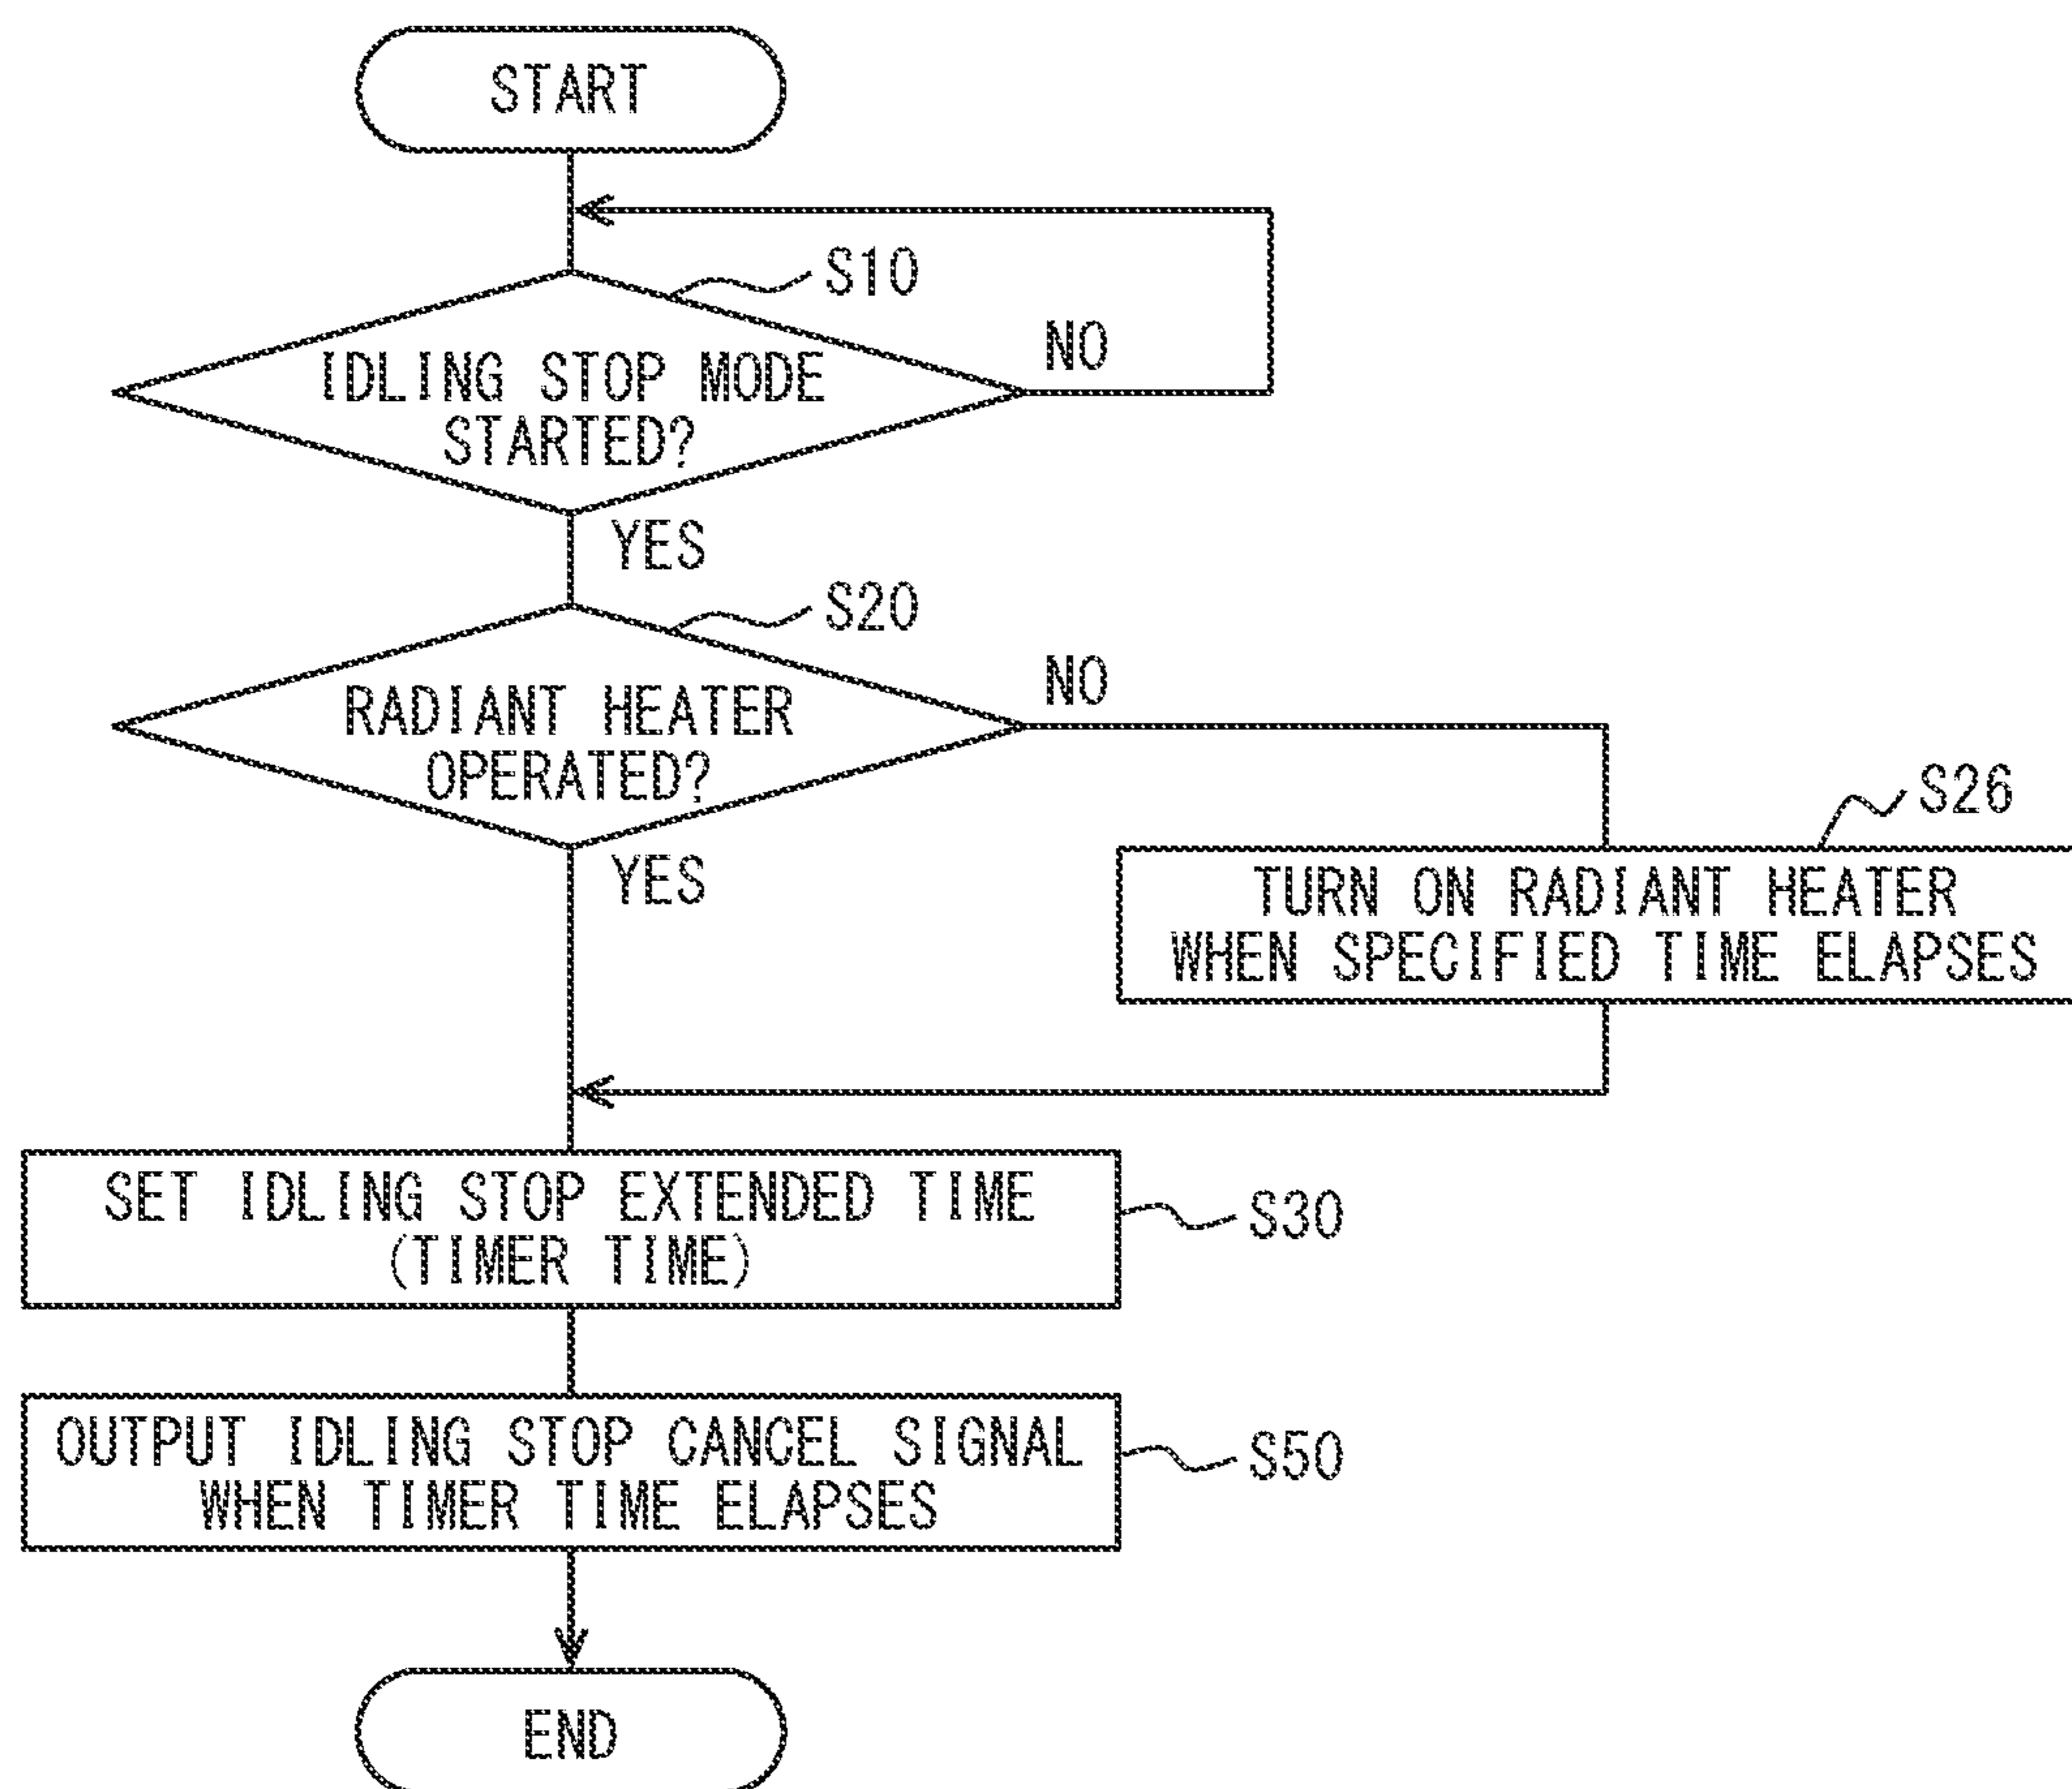 START
S10
IDLING STOP MODE
STARTED?
NO
YES
S20
RADIANT HEATER
OPERATED?
NO
YES
S26
TURN ON RADIANT HEATER
WHEN SPECIFIED TIME ELAPSES
SET IDLING STOP EXTENDED TIME
(TIMER TIME)
S30
OUTPUT IDLING STOP CANCEL SIGNAL
WHEN TIMER TIME ELAPSES
S50
END